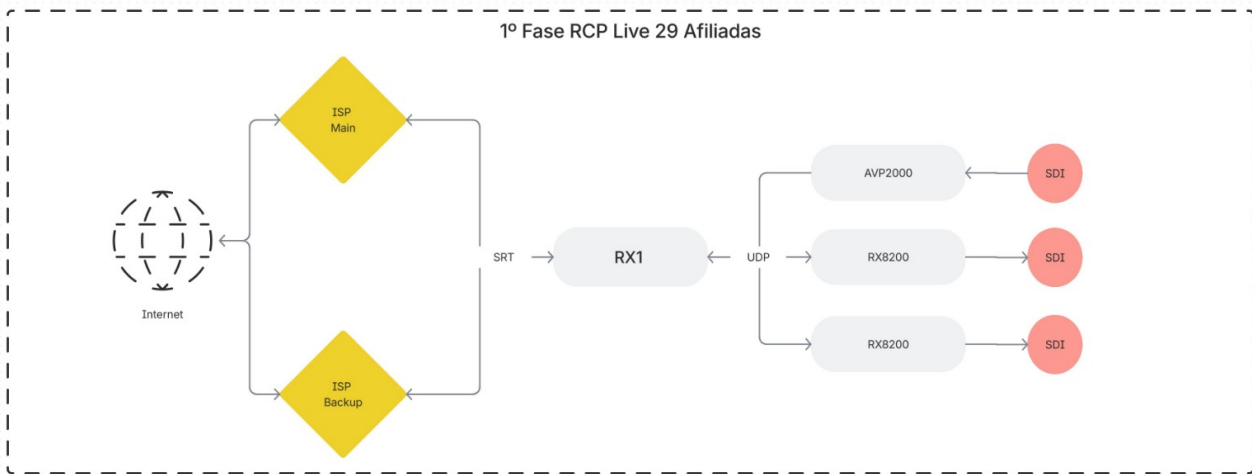 1º Fase RCP Live 29 Afiliadas
ISP
Main
AVP2000
SDI
SRT
RX1
UDP
RX8200
SDI
Internet
RX8200
SDI
ISP
Backup